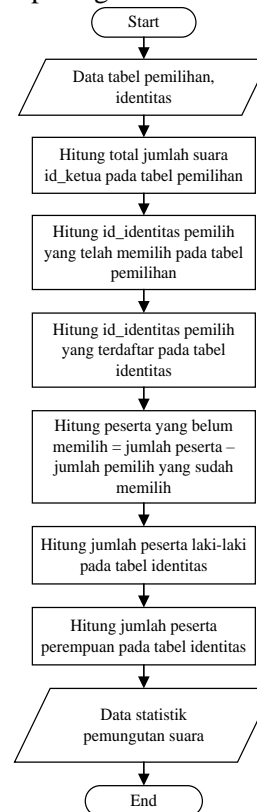 Start
Data tabel pemilihan,
identitas
Hitung total jumlah suara
id_ketua pada tabel pemilihan
Hitung id_identitas pemilih
yang telah memilih pada tabel
pemilihan
Hitung id_identitas pemilih
yang terdaftar pada tabel
identitas
Hitung peserta yang belum
memilih = jumlah peserta –
jumlah pemilih yang sudah
memilih
Hitung jumlah peserta laki-laki
pada tabel identitas
Hitung jumlah peserta
perempuan pada tabel identitas
Data statistik
pemungutan suara
End